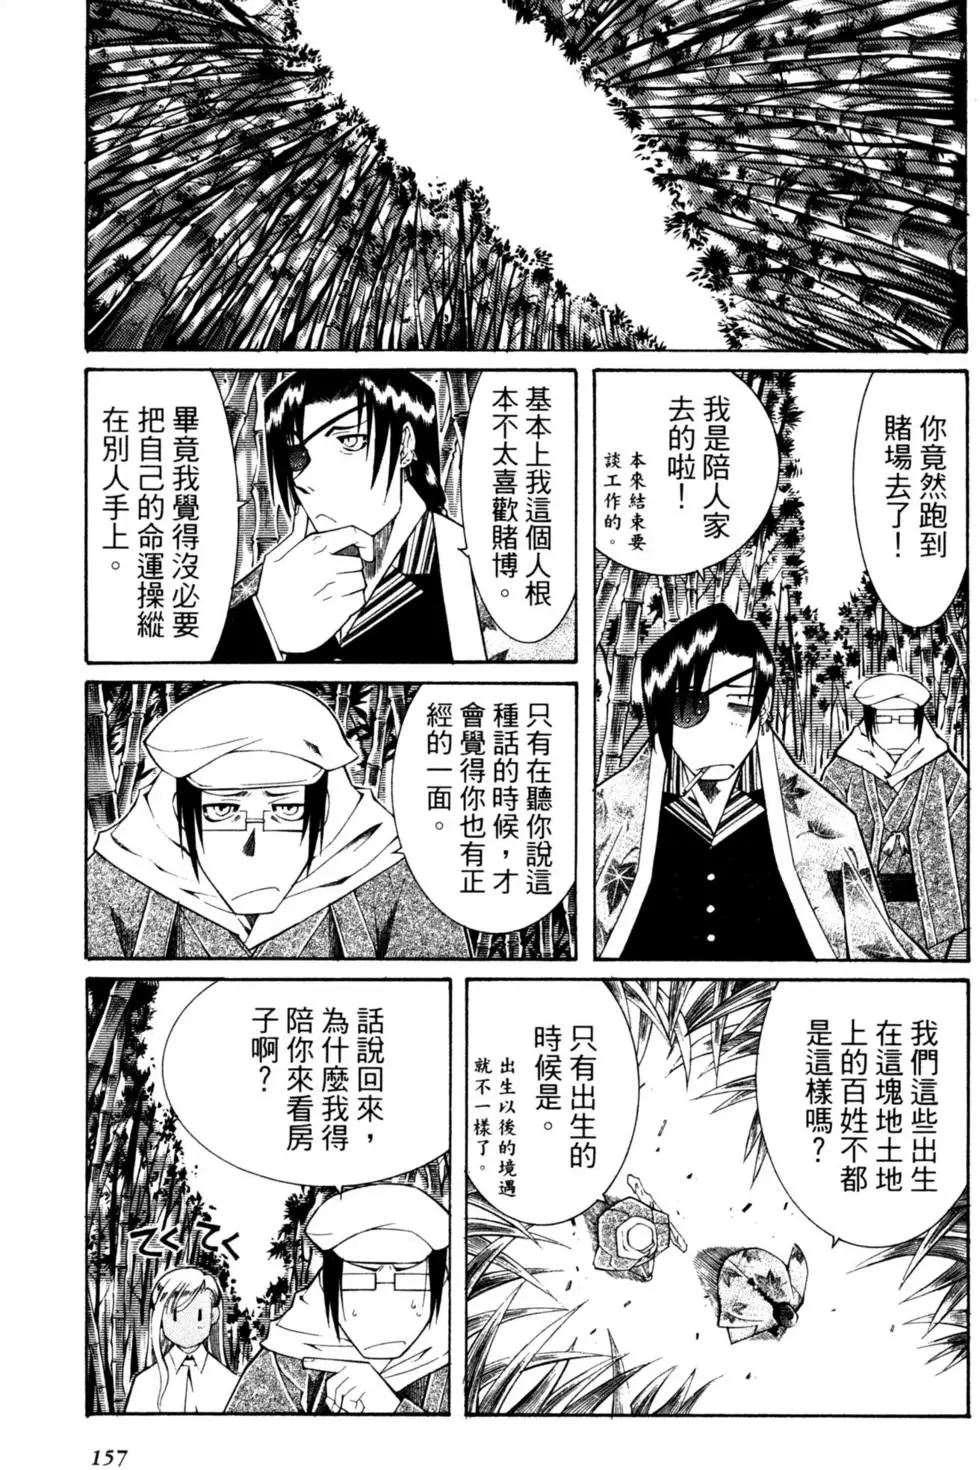 你竟然跑到
賭場去了！
我是陪人家
去的啦！
本來結束要
談工作的。
基本上我這個人根
本不太喜歡賭博。
畢竟我覺得沒必要
把自己的命運操縱
在別人手上。
只有在聽你說這
種話的時候，才
會覺得你也有正
經的一面。
我們這些出生
在這塊地土地
上的百姓不都
是這樣嗎？
只有出生的
時候是。
出生以後的境遇
就不一樣了。
話說回來，
為什麼我得
陪你來看房
子啊？
てくてく
157